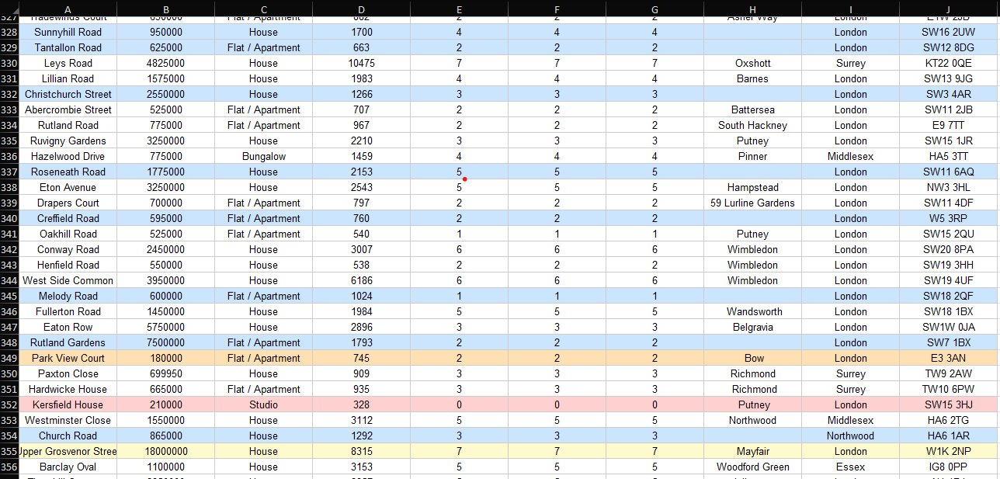 A B C D E F G H I J
327 Tradewinds Court 650000 Flat / Apartment 662 2 2 2 Asher Way London E1W 2JB
328 Sunnyhill Road 950000 House 1700 4 4 4 London SW16 2UW
329 Tantallon Road 625000 Flat / Apartment 663 2 2 2 London SW12 8DG
330 Leys Road 4825000 House 10475 7 7 7 Oxshott Surrey KT22 0QE
331 Lillian Road 1575000 House 1983 4 4 4 Barnes London SW13 9JG
332 Christchurch Street 2550000 House 1266 3 3 3 London SW3 4AR
333 Abercrombie Street 525000 Flat / Apartment 707 2 2 2 Battersea London SW11 2JB
334 Rutland Road 775000 Flat / Apartment 967 2 2 2 South Hackney London E9 7TT
335 Ruvigny Gardens 3250000 House 2210 3 3 3 Putney London SW15 1JR
336 Hazelwood Drive 775000 Bungalow 1459 4 4 4 Pinner Middlesex HA5 3TT
337 Roseneath Road 1775000 House 2153 5 5 5 London SW11 6AQ
338 Eton Avenue 3250000 House 2543 5 5 5 Hampstead London NW3 3HL
339 Drapers Court 700000 Flat / Apartment 797 2 2 2 59 Lurline Gardens London SW11 4DF
340 Creffield Road 595000 Flat / Apartment 760 2 2 2 London W5 3RP
341 Oakhill Road 525000 Flat / Apartment 540 1 1 1 Putney London SW15 2QU
342 Conway Road 2450000 House 3007 6 6 6 Wimbledon London SW20 8PA
343 Henfield Road 550000 House 538 2 2 2 Wimbledon London SW19 3HH
344 West Side Common 3950000 House 6186 6 6 6 Wimbledon London SW19 4UF
345 Melody Road 600000 Flat / Apartment 1024 1 1 1 London SW18 2QF
346 Fullerton Road 1450000 House 1984 5 5 5 Wandsworth London SW18 1BX
347 Eaton Row 5750000 House 2896 3 3 3 Belgravia London SW1W 0JA
348 Rutland Gardens 7500000 Flat / Apartment 1793 2 2 2 London SW7 1BX
349 Park View Court 180000 Flat / Apartment 745 2 2 2 Bow London E3 3AN
350 Paxton Close 699950 House 909 3 3 3 Richmond Surrey TW9 2AW
351 Hardwicke House 665000 Flat / Apartment 935 3 3 3 Richmond Surrey TW10 6PW
352 Kersfield House 210000 Studio 328 0 0 0 Putney London SW15 3HJ
353 Westminster Close 1550000 House 3112 5 5 5 Northwood Middlesex HA6 2TG
354 Church Road 865000 House 1292 3 3 3 Northwood HA6 1AR
355 Upper Grosvenor Stree 18000000 House 8315 7 7 7 Mayfair London W1K 2NP
356 Barclay Oval 1100000 House 3153 5 5 5 Woodford Green Essex IG8 0PP